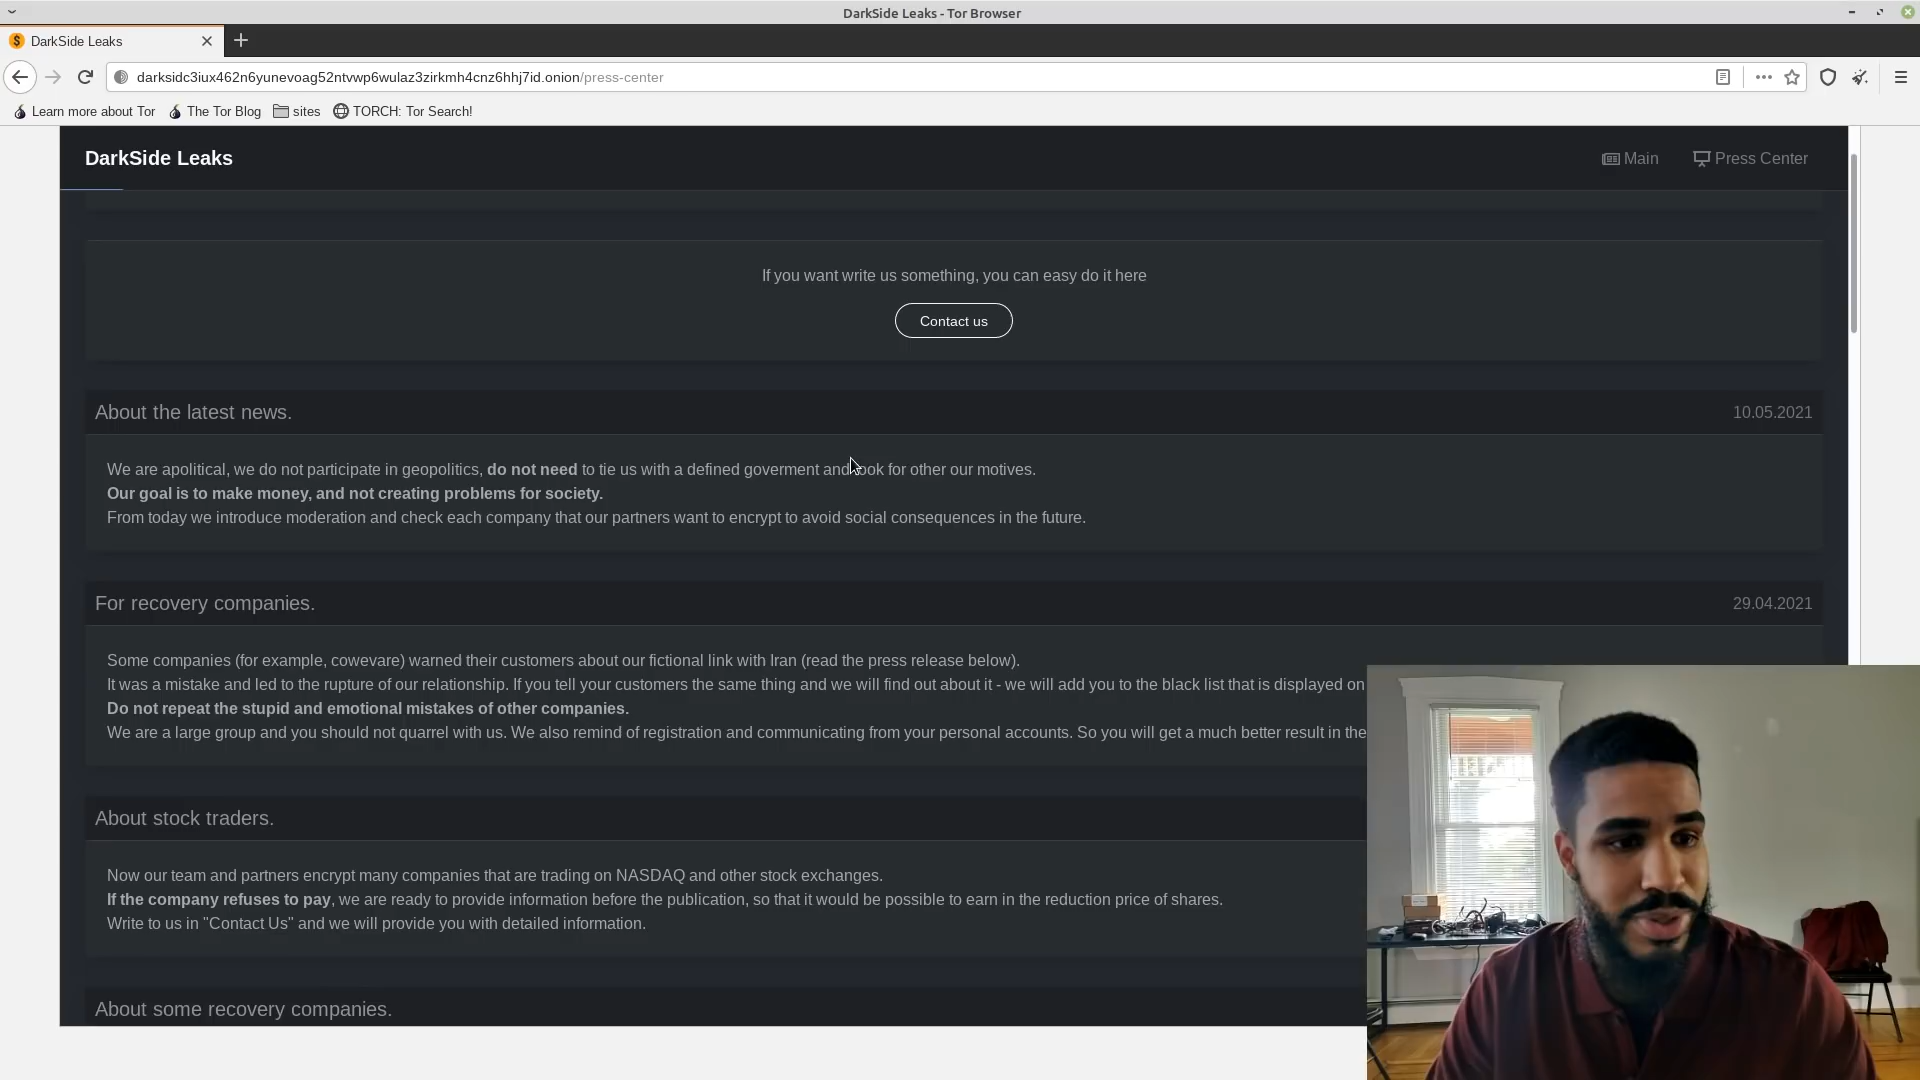 DarkSide Leaks - Tor Browser
DarkSide Leaks
darksidc3iux462n6yunevoag52ntvwp6wulaz3zirkmh4cnz6hhj7id.onion/press-center
Learn more about Tor The Tor Blog sites TORCH: Tor Search!
DarkSide Leaks Main Press Center
If you want write us something, you can easy do it here
Contact us
About the latest news. 10.05.2021
We are apolitical, we do not participate in geopolitics, do not need to tie us with a defined goverment and look for other our motives.
Our goal is to make money, and not creating problems for society.
From today we introduce moderation and check each company that our partners want to encrypt to avoid social consequences in the future.
For recovery companies. 29.04.2021
Some companies (for example, cowevare) warned their customers about our fictional link with Iran (read the press release below).
It was a mistake and led to the rupture of our relationship. If you tell your customers the same thing and we will find out about it - we will add you to the black list that is displayed on
Do not repeat the stupid and emotional mistakes of other companies.
We are a large group and you should not quarrel with us. We also remind of registration and communicating from your personal accounts. So you will get a much better result in the
About stock traders.
Now our team and partners encrypt many companies that are trading on NASDAQ and other stock exchanges.
If the company refuses to pay, we are ready to provide information before the publication, so that it would be possible to earn in the reduction price of shares.
Write to us in "Contact Us" and we will provide you with detailed information.
About some recovery companies.